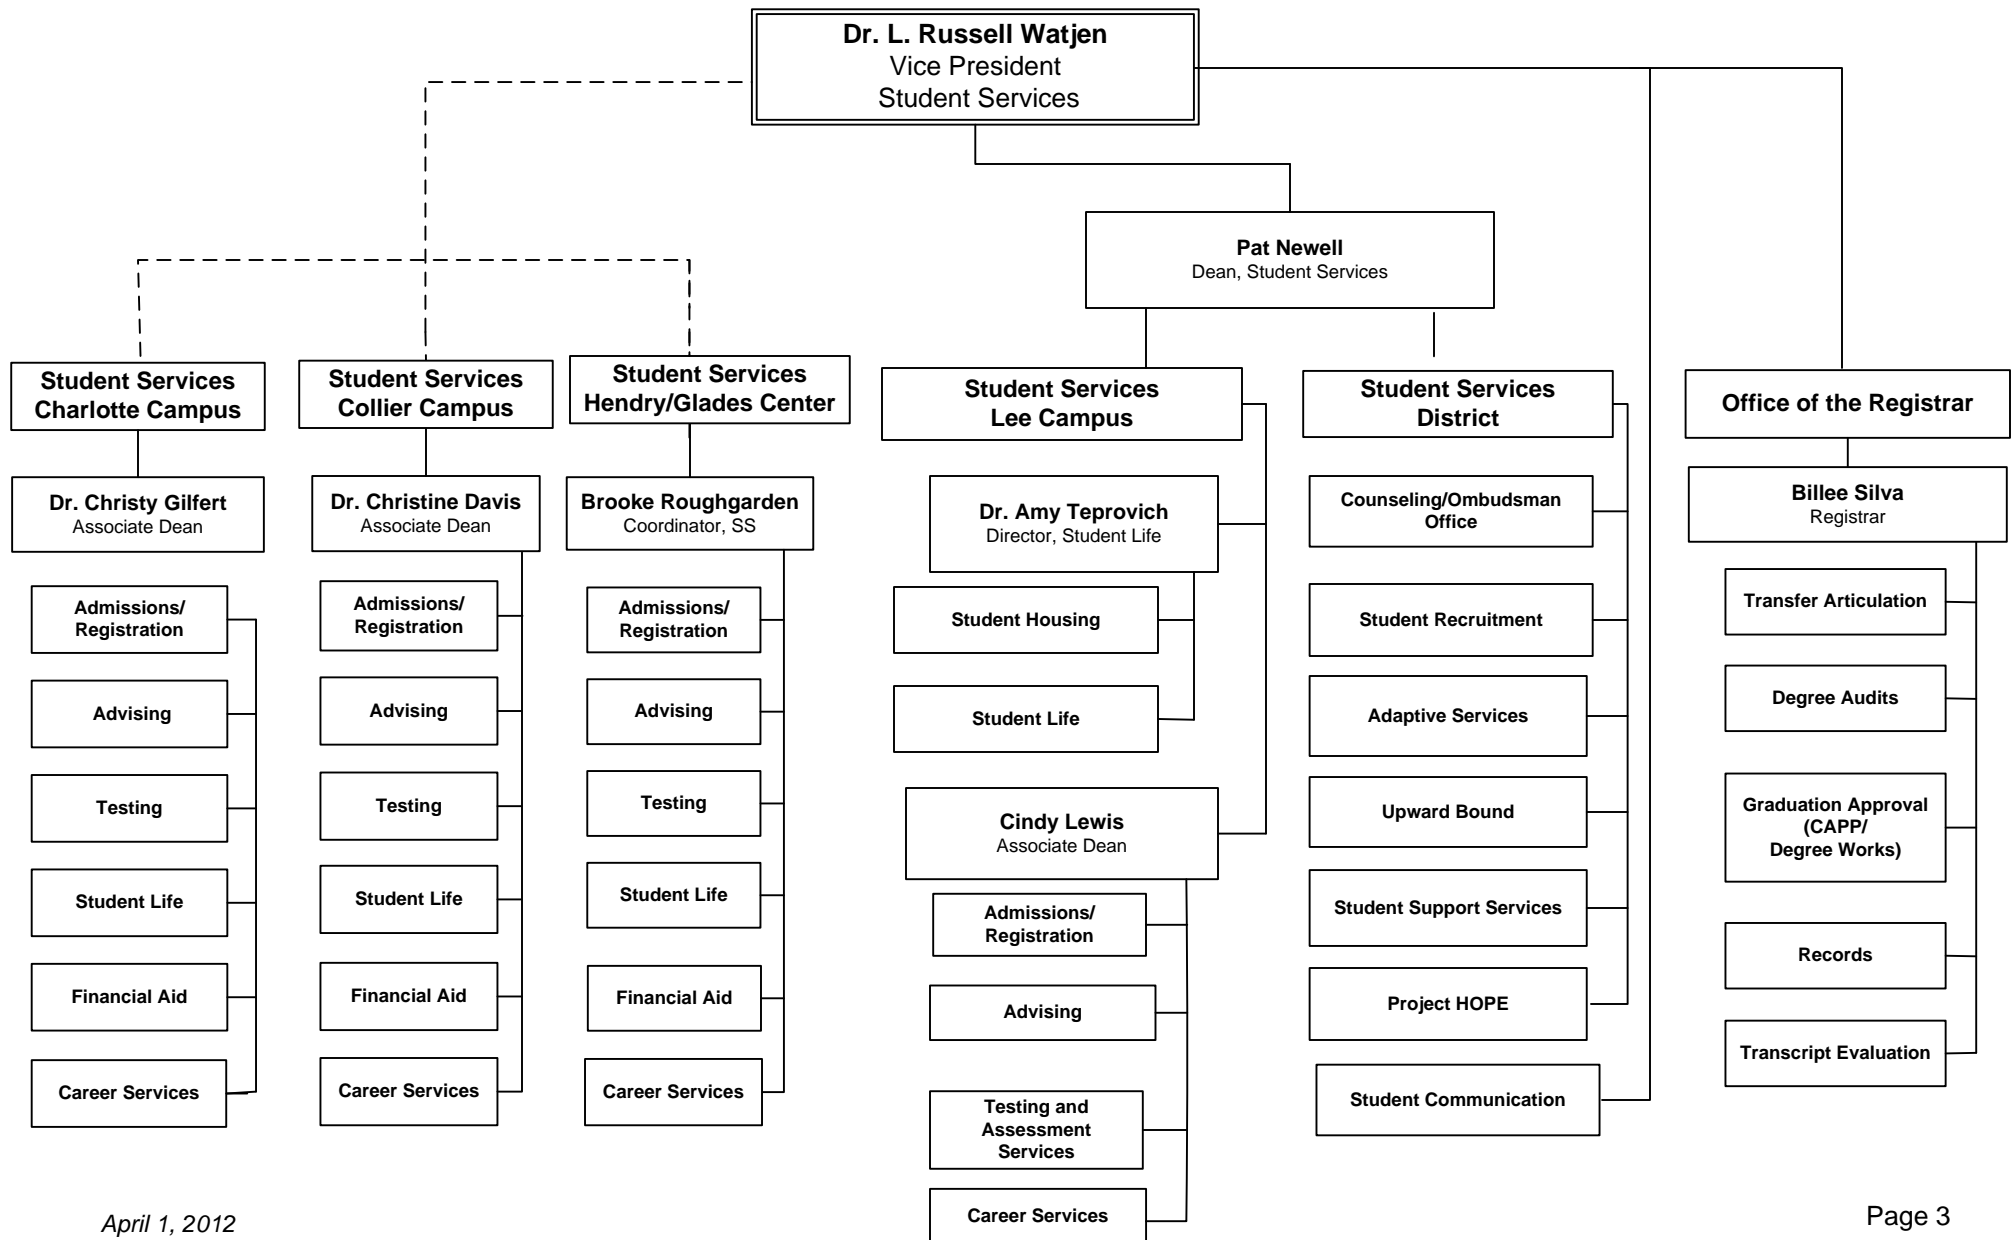 Dr. L. Russell Watjen
Vice President
Student Services
Pat Newell
Dean, Student Services
Student Services
Charlotte Campus
Dr. Christy Gilfert
Associate Dean
Admissions/
Registration
Advising
Testing
Student Life
Financial Aid
Career Services
Student Services
Collier Campus
Dr. Christine Davis
Associate Dean
Admissions/
Registration
Advising
Testing
Student Life
Financial Aid
Career Services
Student Services
Hendry/Glades Center
Brooke Roughgarden
Coordinator, SS
Admissions/
Registration
Advising
Testing
Student Life
Financial Aid
Career Services
Student Services
Lee Campus
Dr. Amy Teprovich
Director, Student Life
Student Housing
Student Life
Cindy Lewis
Associate Dean
Admissions/
Registration
Advising
Testing and
Assessment
Services
Career Services
Student Services
District
Counseling/Ombudsman
Office
Student Recruitment
Adaptive Services
Upward Bound
Student Support Services
Project HOPE
Student Communication
Office of the Registrar
Billee Silva
Registrar
Transfer Articulation
Degree Audits
Graduation Approval
(CAPP/
Degree Works)
Records
Transcript Evaluation
April 1, 2012
Page 3